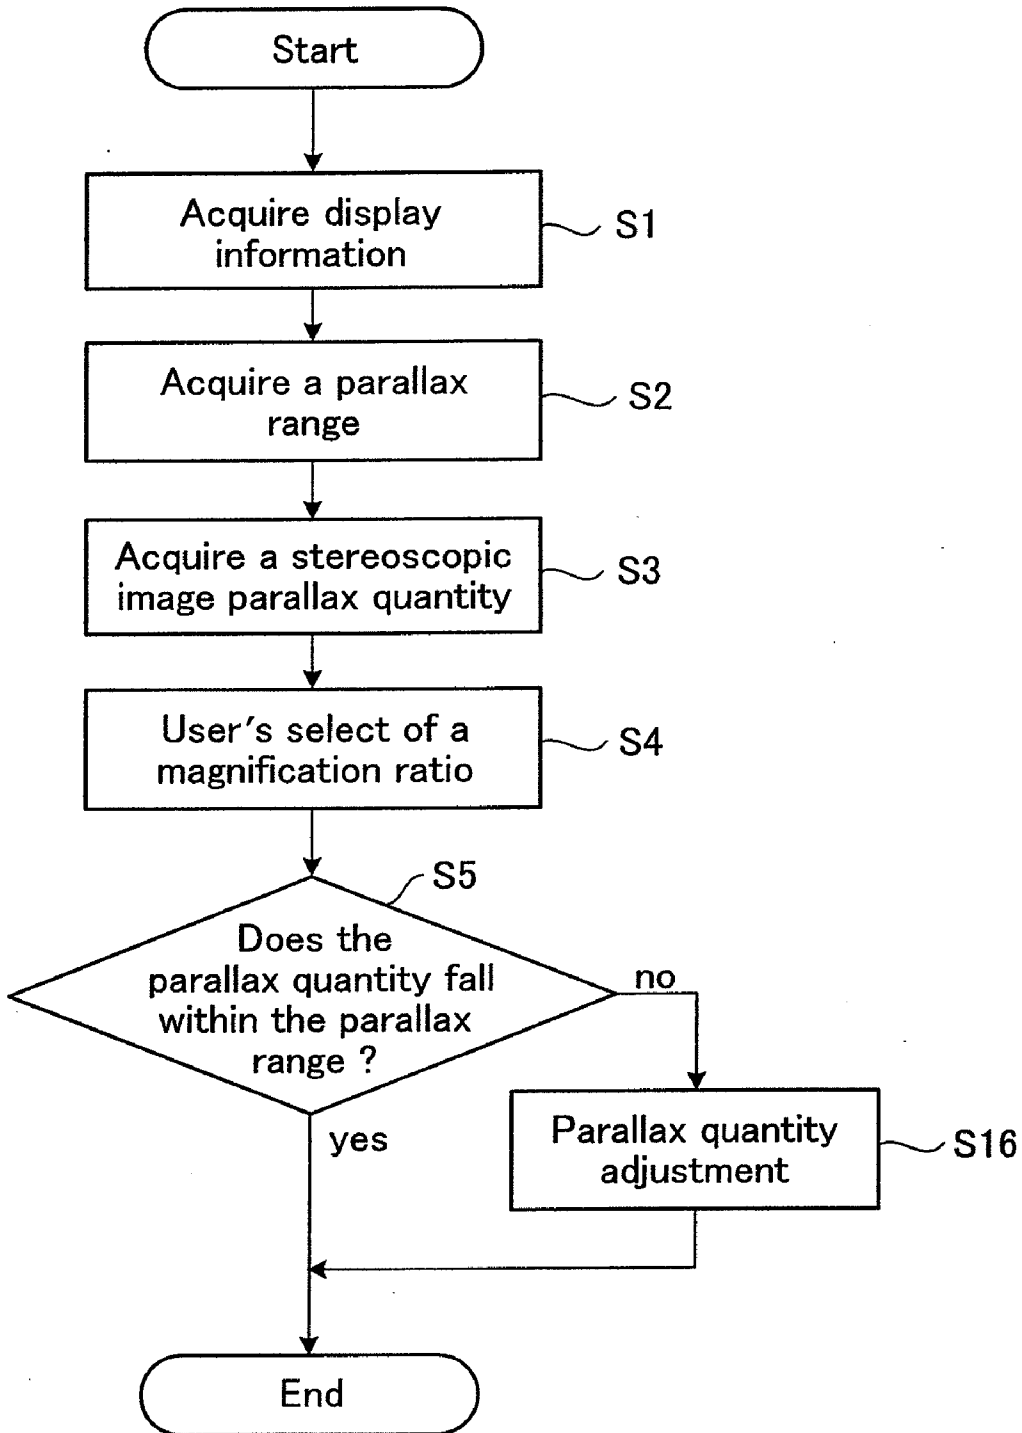 Start
Acquire display
information
S1
Acquire a parallax
range
S2
Acquire a stereoscopic
image parallax quantity
S3
User's select of a
magnification ratio
S4
S5
Does the
parallax quantity fall
within the parallax
range ?
no
yes
Parallax quantity
adjustment
S16
End